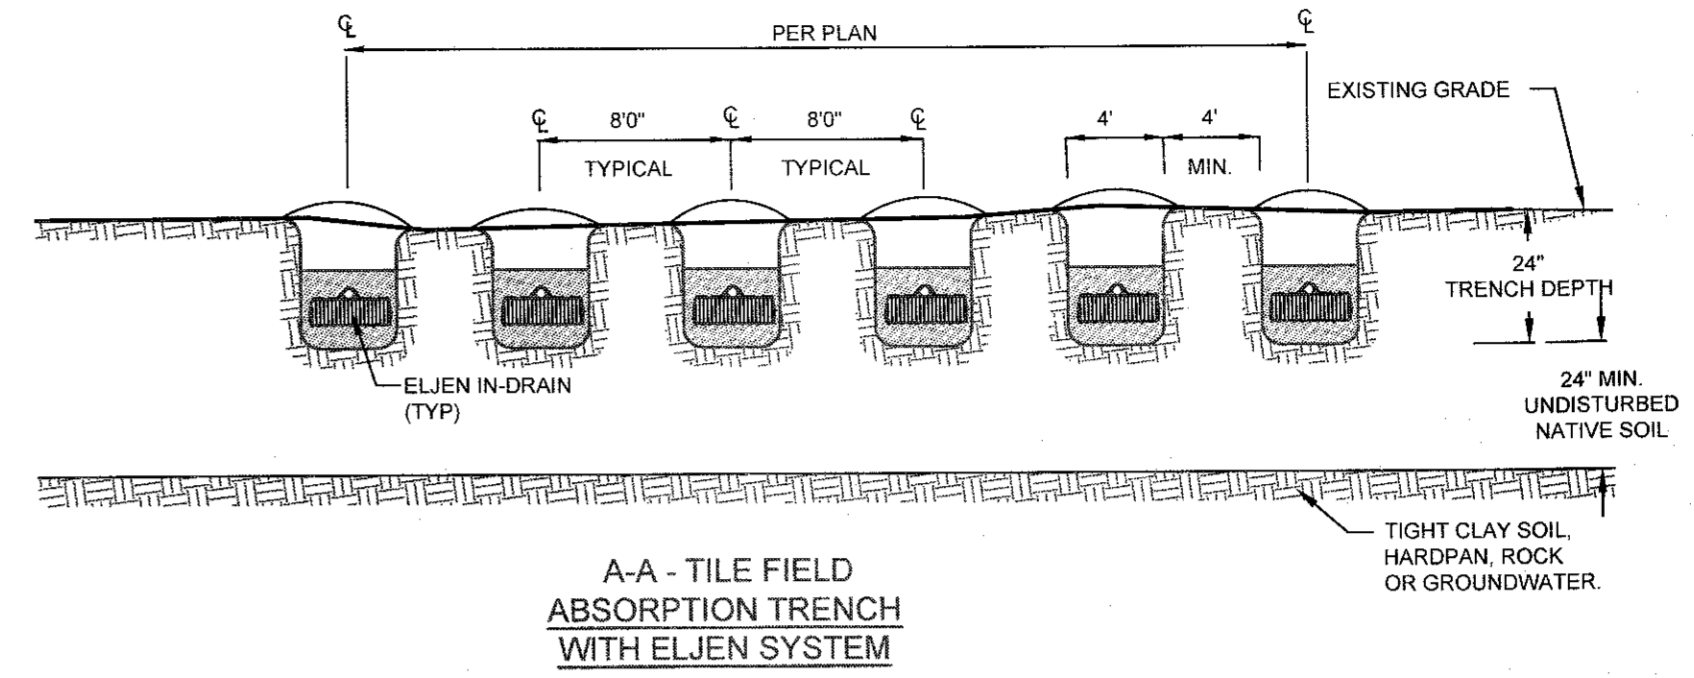 ℄ ℄
PER PLAN
EXISTING GRADE
℄ 8'0" ℄ 8'0" ℄ 4' 4'
TYPICAL TYPICAL MIN.
24"
TRENCH DEPTH
ELJEN IN-DRAIN
(TYP)
24" MIN.
UNDISTURBED
NATIVE SOIL
TIGHT CLAY SOIL,
HARDPAN, ROCK
OR GROUNDWATER.
A-A - TILE FIELD
ABSORPTION TRENCH
WITH ELJEN SYSTEM